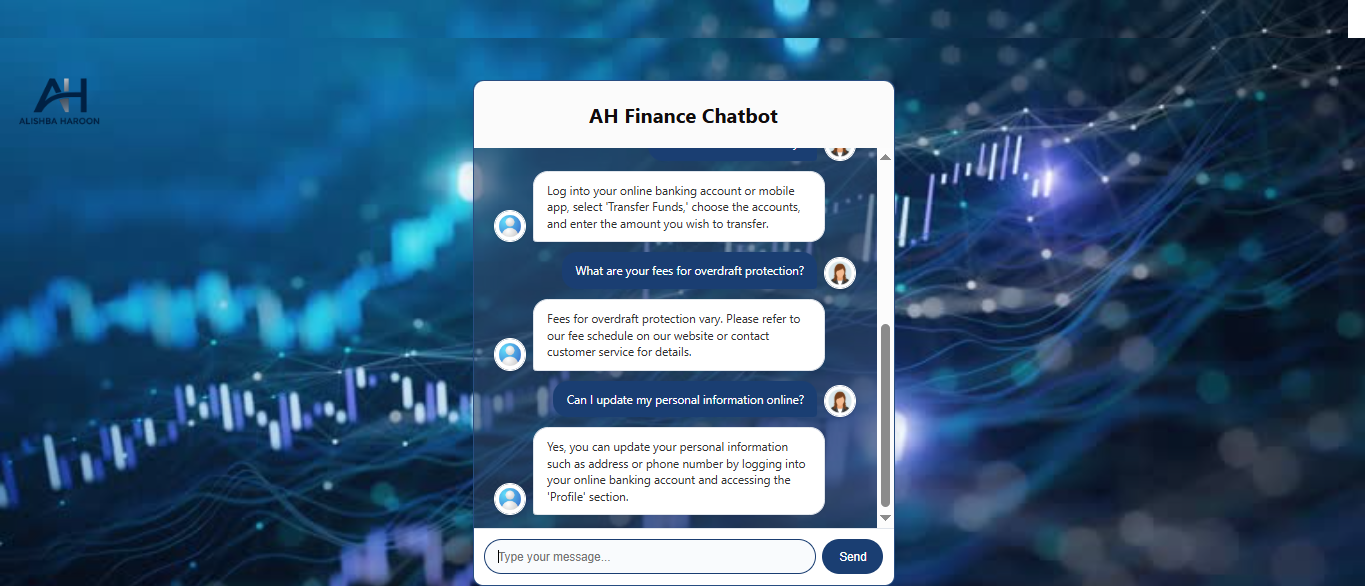 AH
ALISHBA HAROON
AH Finance Chatbot
Log into your online banking account or mobile
app, select 'Transfer Funds,' choose the accounts,
and enter the amount you wish to transfer.
What are your fees for overdraft protection?
Fees for overdraft protection vary. Please refer to
our fee schedule on our website or contact
customer service for details.
Can I update my personal information online?
Yes, you can update your personal information
such as address or phone number by logging into
your online banking account and accessing the
'Profile' section.
Type your message...
Send